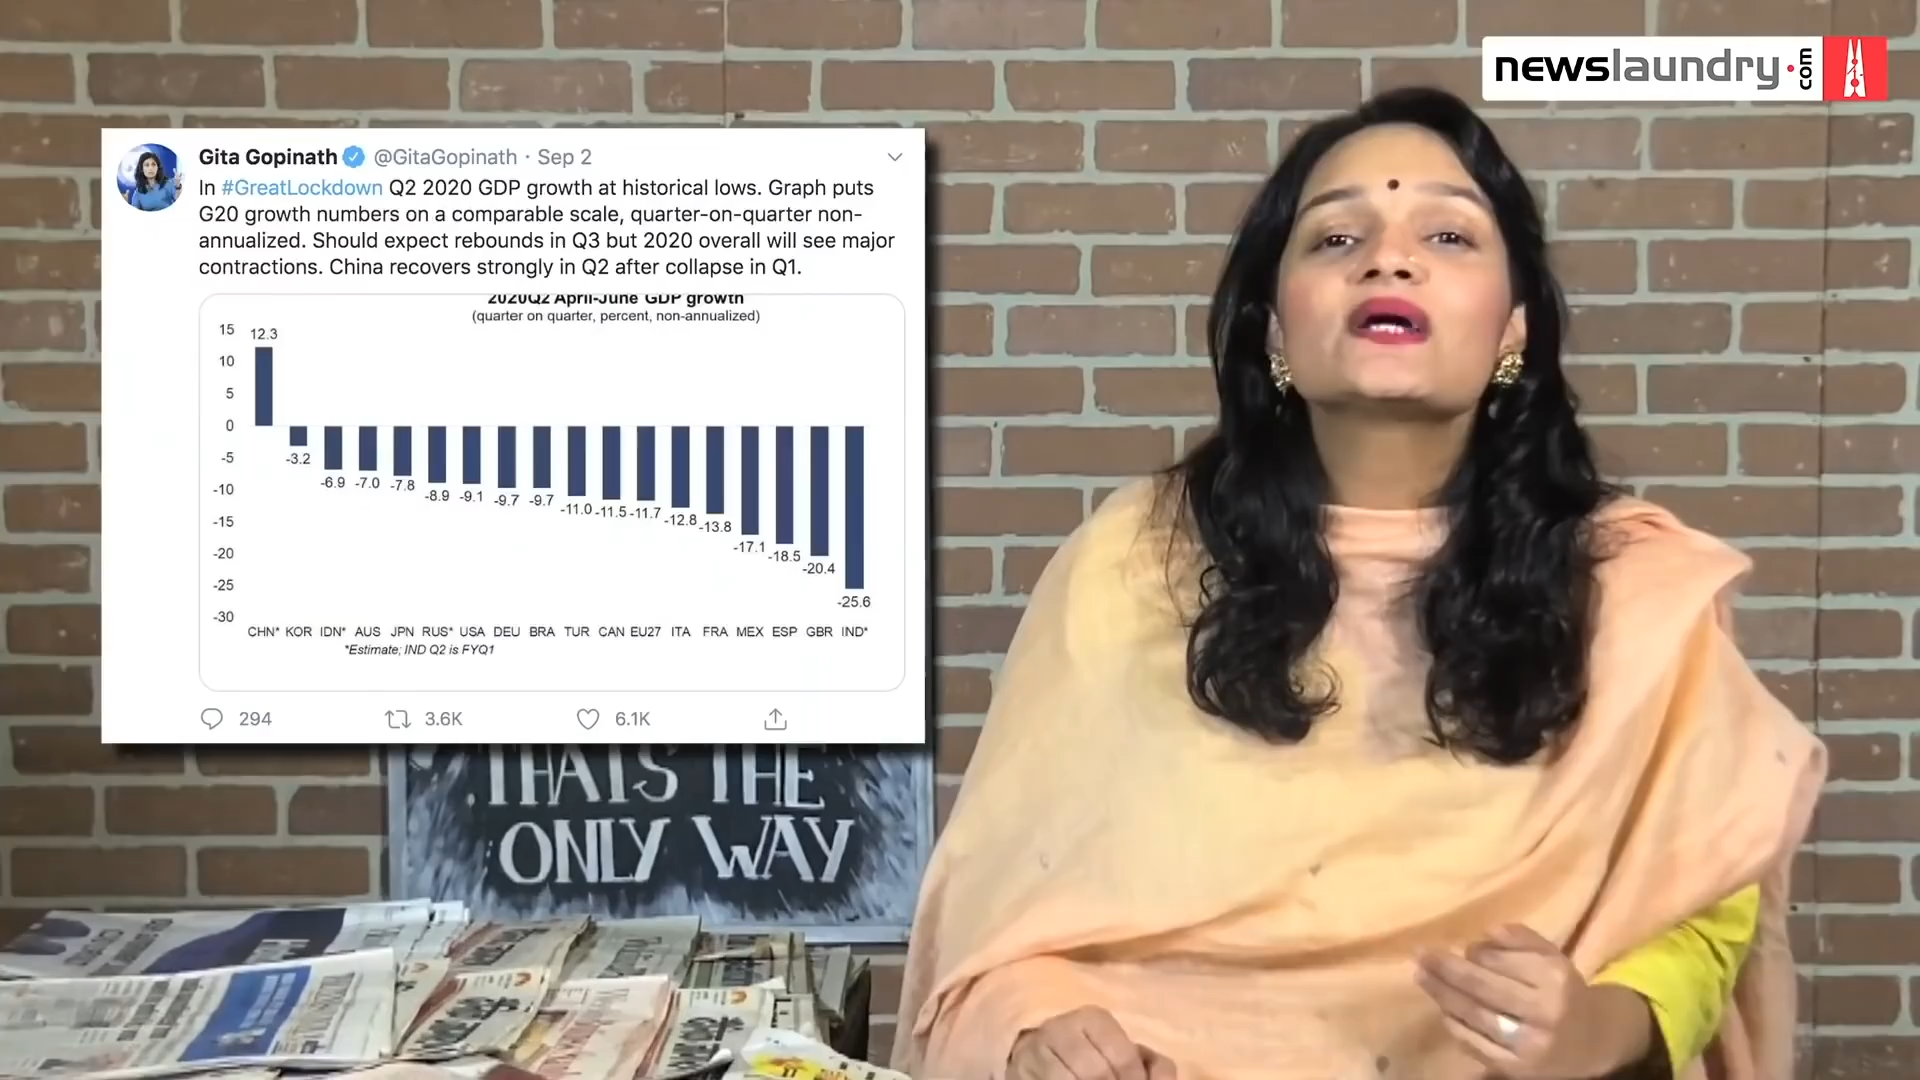 newslaundry.com
Gita Gopinath @GitaGopinath · Sep 2
In #GreatLockdown Q2 2020 GDP growth at historical lows. Graph puts
G20 growth numbers on a comparable scale, quarter-on-quarter non-
annualized. Should expect rebounds in Q3 but 2020 overall will see major
contractions. China recovers strongly in Q2 after collapse in Q1.
2020Q2 April-June GDP growth
(quarter on quarter, percent, non-annualized)
15
10
5
0
-5
-10
-15
-20
-25
-30
12.3
-3.2
-6.9
-7.0
-7.8
-8.9
-9.1
-9.7
-9.7
-11.0
-11.5
-11.7
-12.8
-13.8
-17.1
-18.5
-20.4
-25.6
CHN* KOR IDN* AUS JPN RUS* USA DEU BRA TUR CAN EU27 ITA FRA MEX ESP GBR IND*
*Estimate; IND Q2 is FYQ1
294 3.6K 6.1K
THATS THE
ONLY WAY